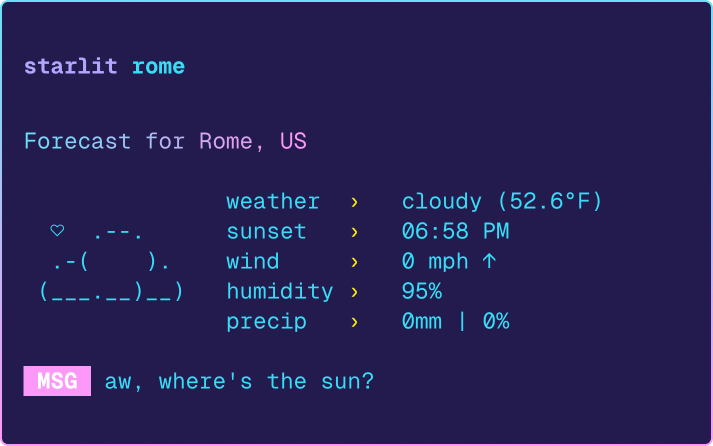 starlit rome
Forecast for Rome, US
weather › cloudy (52.6°F)
♡ .--. sunset › 06:58 PM
.-(    ). wind › 0 mph ↑
(___.__)__) humidity › 95%
precip › 0mm | 0%
MSG aw, where's the sun?